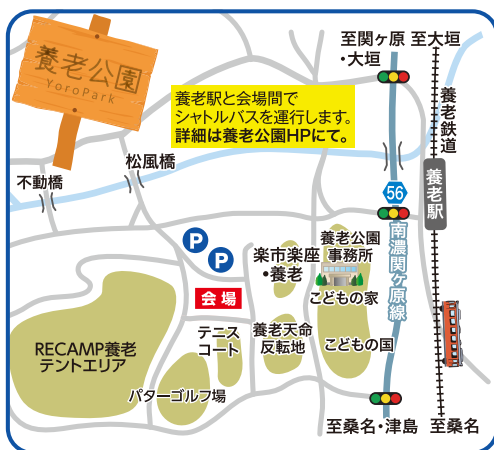 養老公園
YoroPark
養老駅と会場間で
シャトルバスを運行します。
詳細は養老公園HPにて。
至関ヶ原
・大垣
至大垣
養老鉄道
松風橋
不動橋
56
養老駅
南濃関ヶ原線
P
P
楽市楽座
・養老
養老公園
事務所
会場
こどもの家
テニス
コート
養老天命
反転地
こどもの国
RECAMP養老
テントエリア
パターゴルフ場
至桑名・津島
至桑名